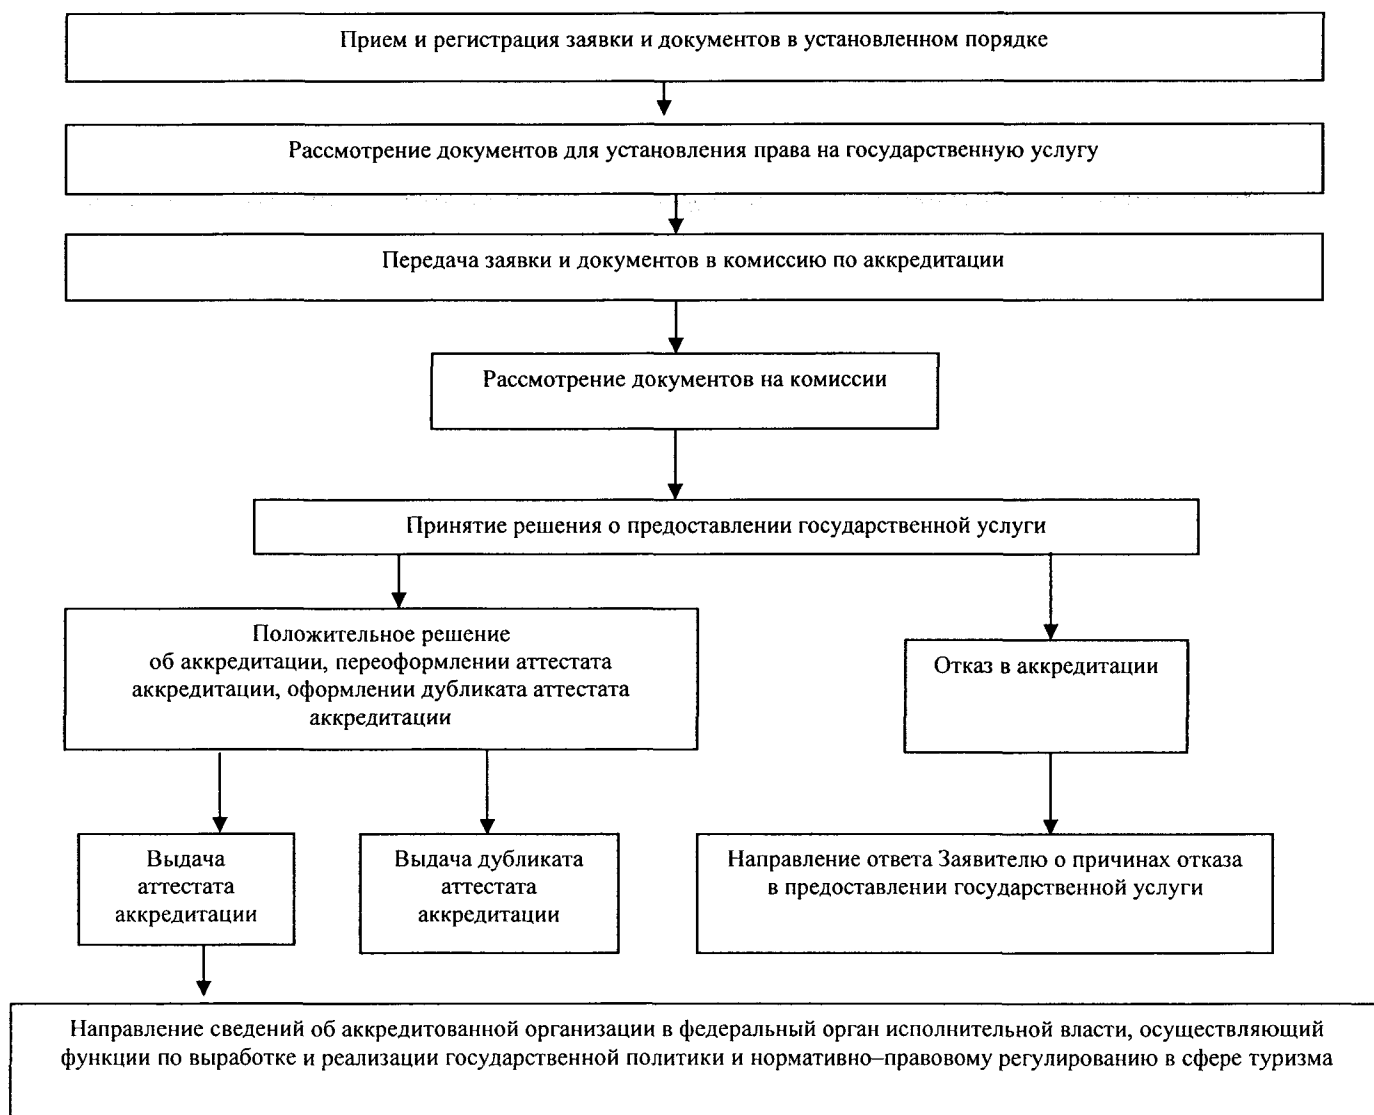 Прием и регистрация заявки и документов в установленном порядке
Рассмотрение документов для установления права на государственную услугу
Передача заявки и документов в комиссию по аккредитации
Рассмотрение документов на комиссии
Принятие решения о предоставлении государственной услуги
Положительное решение
об аккредитации, переоформлении аттестата
аккредитации, оформлении дубликата аттестата
аккредитации
Отказ в аккредитации
Выдача
аттестата
аккредитации
Выдача дубликата
аттестата
аккредитации
Направление ответа Заявителю о причинах отказа
в предоставлении государственной услуги
Направление сведений об аккредитованной организации в федеральный орган исполнительной власти, осуществляющий
функции по выработке и реализации государственной политики и нормативно–правовому регулированию в сфере туризма